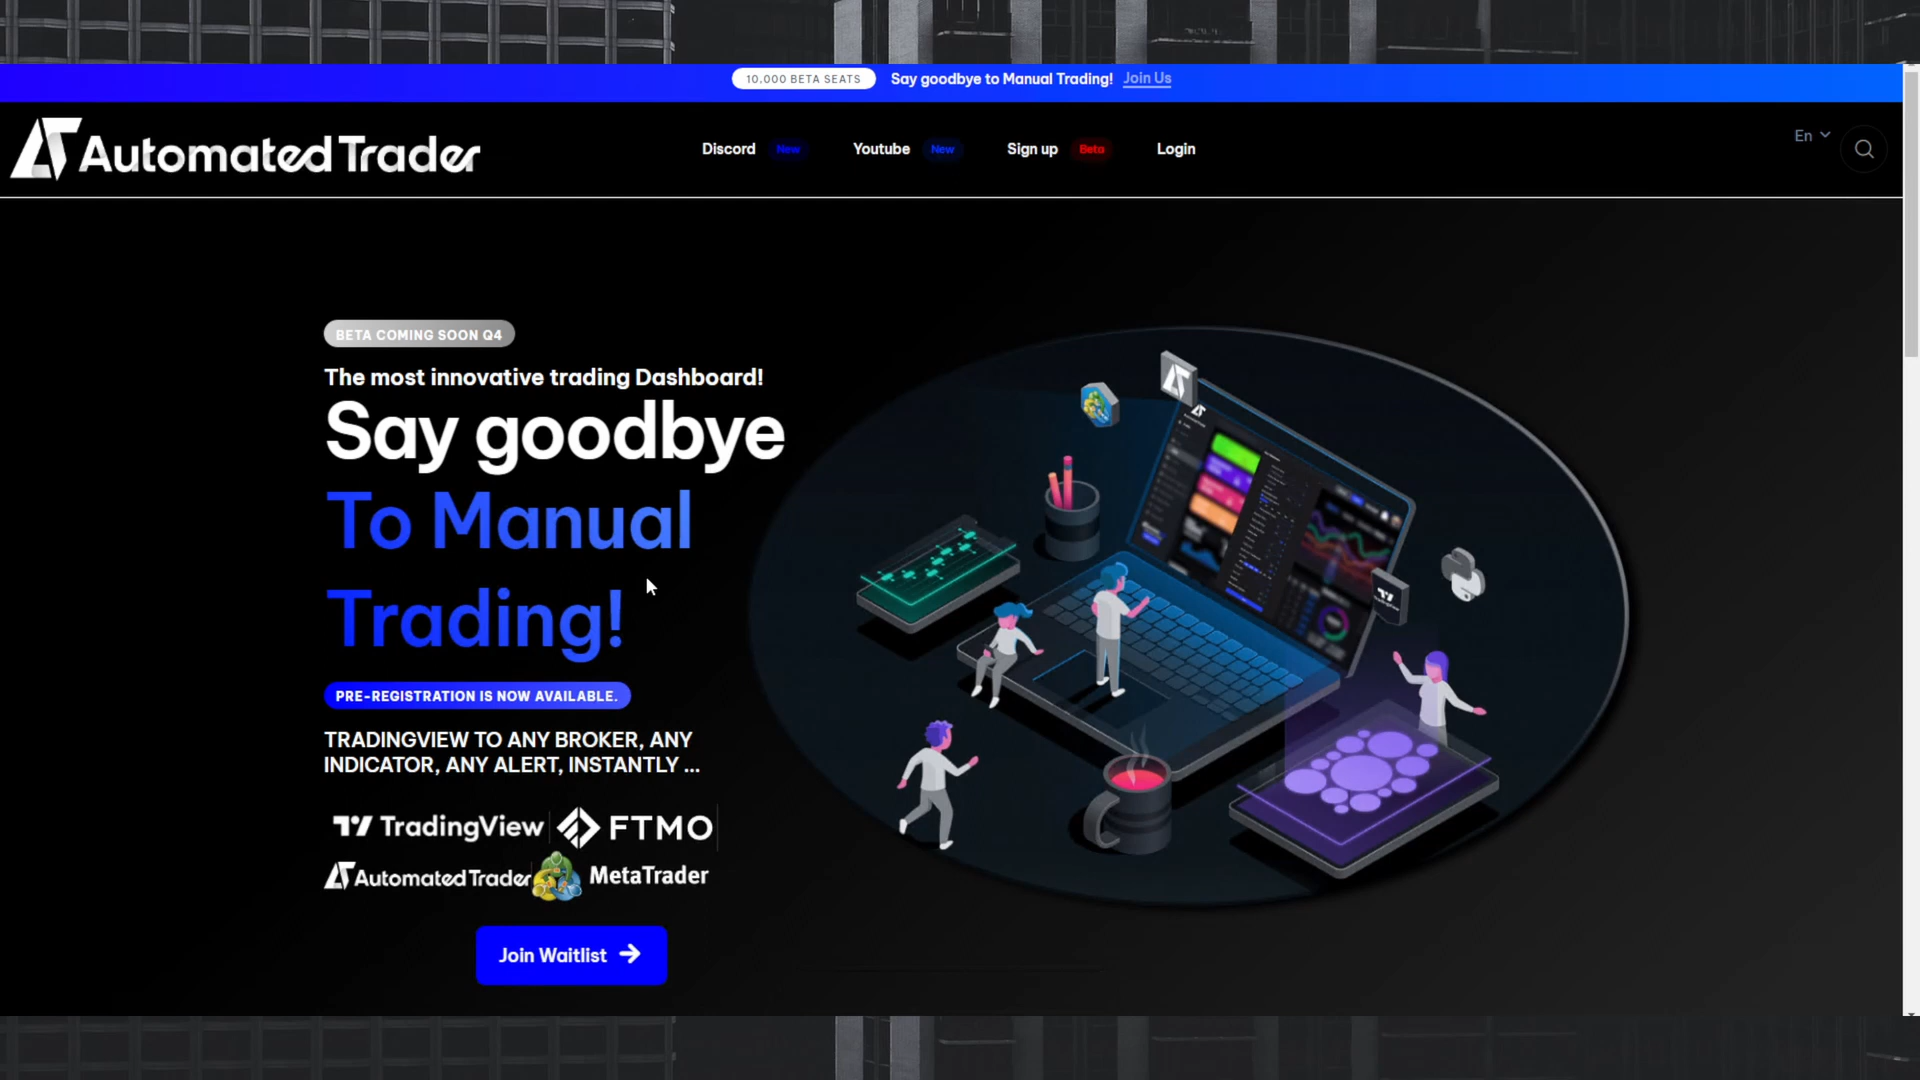 10,000 BETA SEATS Say goodbye to Manual Trading! Join Us
AutomatedTrader
Discord New Youtube New Sign up Beta Login
En
BETA COMING SOON Q4
The most innovative trading Dashboard!
Say goodbye
To Manual
Trading!
PRE-REGISTRATION IS NOW AVAILABLE.
TRADINGVIEW TO ANY BROKER, ANY
INDICATOR, ANY ALERT, INSTANTLY ...
TradingView FTMO
AutomatedTrader MetaTrader
Join Waitlist